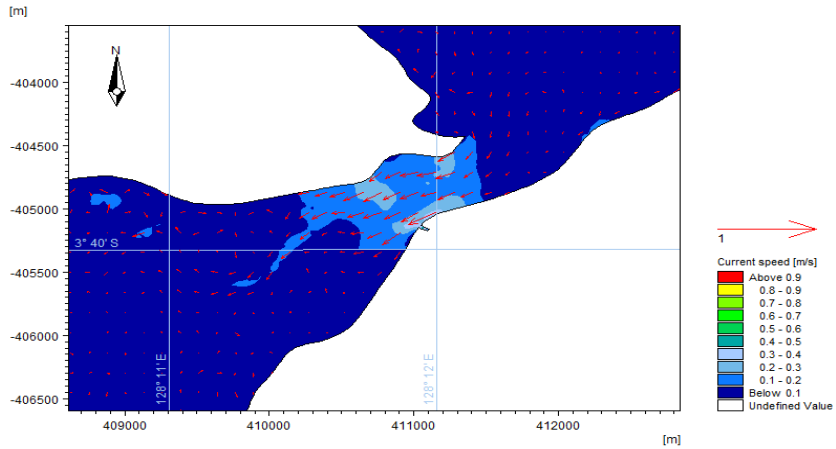 [m]
N
-404000
-404500
-405000
3° 40' S
-405500
-406000
-406500
128° 11' E
128° 12' E
409000 410000 411000 412000
[m]
1
Current speed [m/s]
Above 0.9
0.8 - 0.9
0.7 - 0.8
0.6 - 0.7
0.5 - 0.6
0.4 - 0.5
0.3 - 0.4
0.2 - 0.3
0.1 - 0.2
Below 0.1
Undefined Value